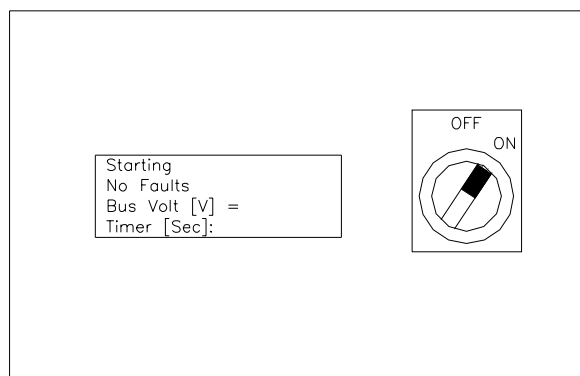 Starting
No Faults
Bus Volt [V] =
Timer [Sec]:
OFF
ON